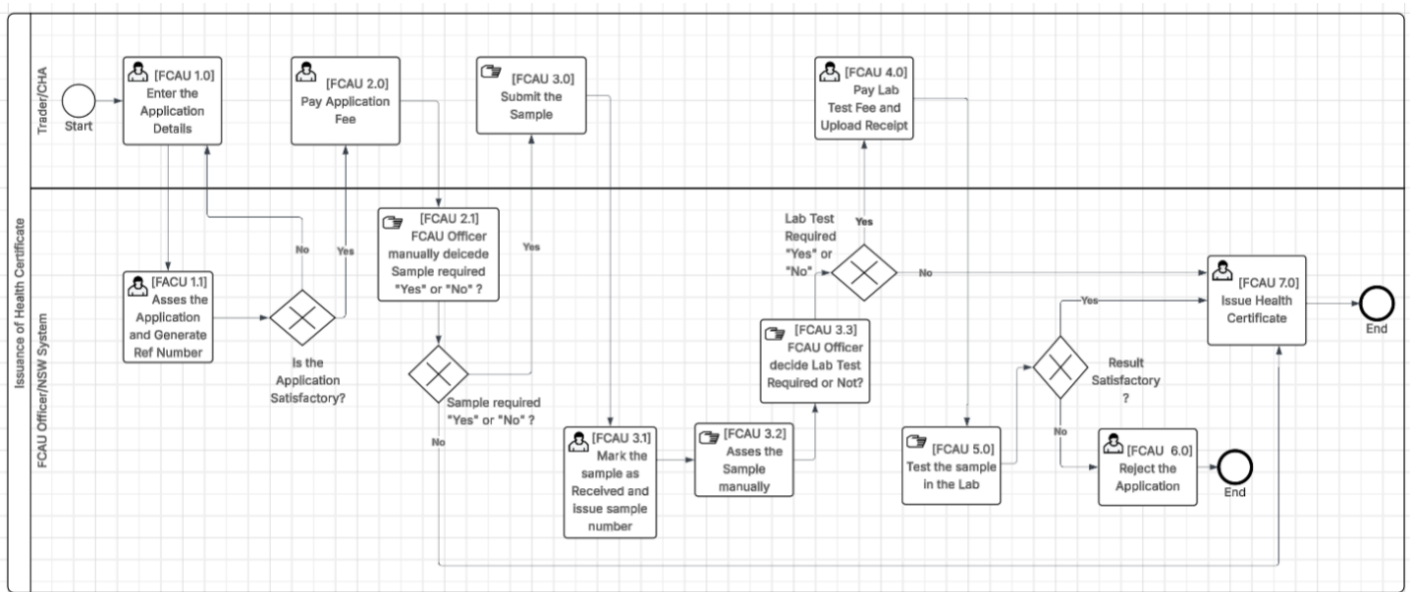 Issuance of Health Certificate
Trader/CHA
Start
[FCAU 1.0]
Enter the
Application
Details
[FCAU 2.0]
Pay Application
Fee
[FCAU 3.0]
Submit the
Sample
[FCAU 4.0]
Pay Lab
Test Fee and
Upload Receipt
FCAU Officer/NSW System
[FACU 1.1]
Asses the
Application
and Generate
Ref Number
No
Yes
Is the
Application
Satisfactory?
[FCAU 2.1]
FCAU Officer
manually deicede
Sample required
"Yes" or "No" ?
Yes
Sample required
"Yes" or "No" ?
No
[FCAU 3.1]
Mark the
sample as
Received and
issue sample
number
[FCAU 3.2]
Asses the
Sample
manually
[FCAU 3.3]
FCAU Officer
decide Lab Test
Required or Not?
Lab Test
Required
"Yes" or
"No"
Yes
No
[FCAU 5.0]
Test the sample
in the Lab
Yes
Result
Satisfactory
?
No
[FCAU 6.0]
Reject the
Application
End
[FCAU 7.0]
Issue Health
Certificate
End